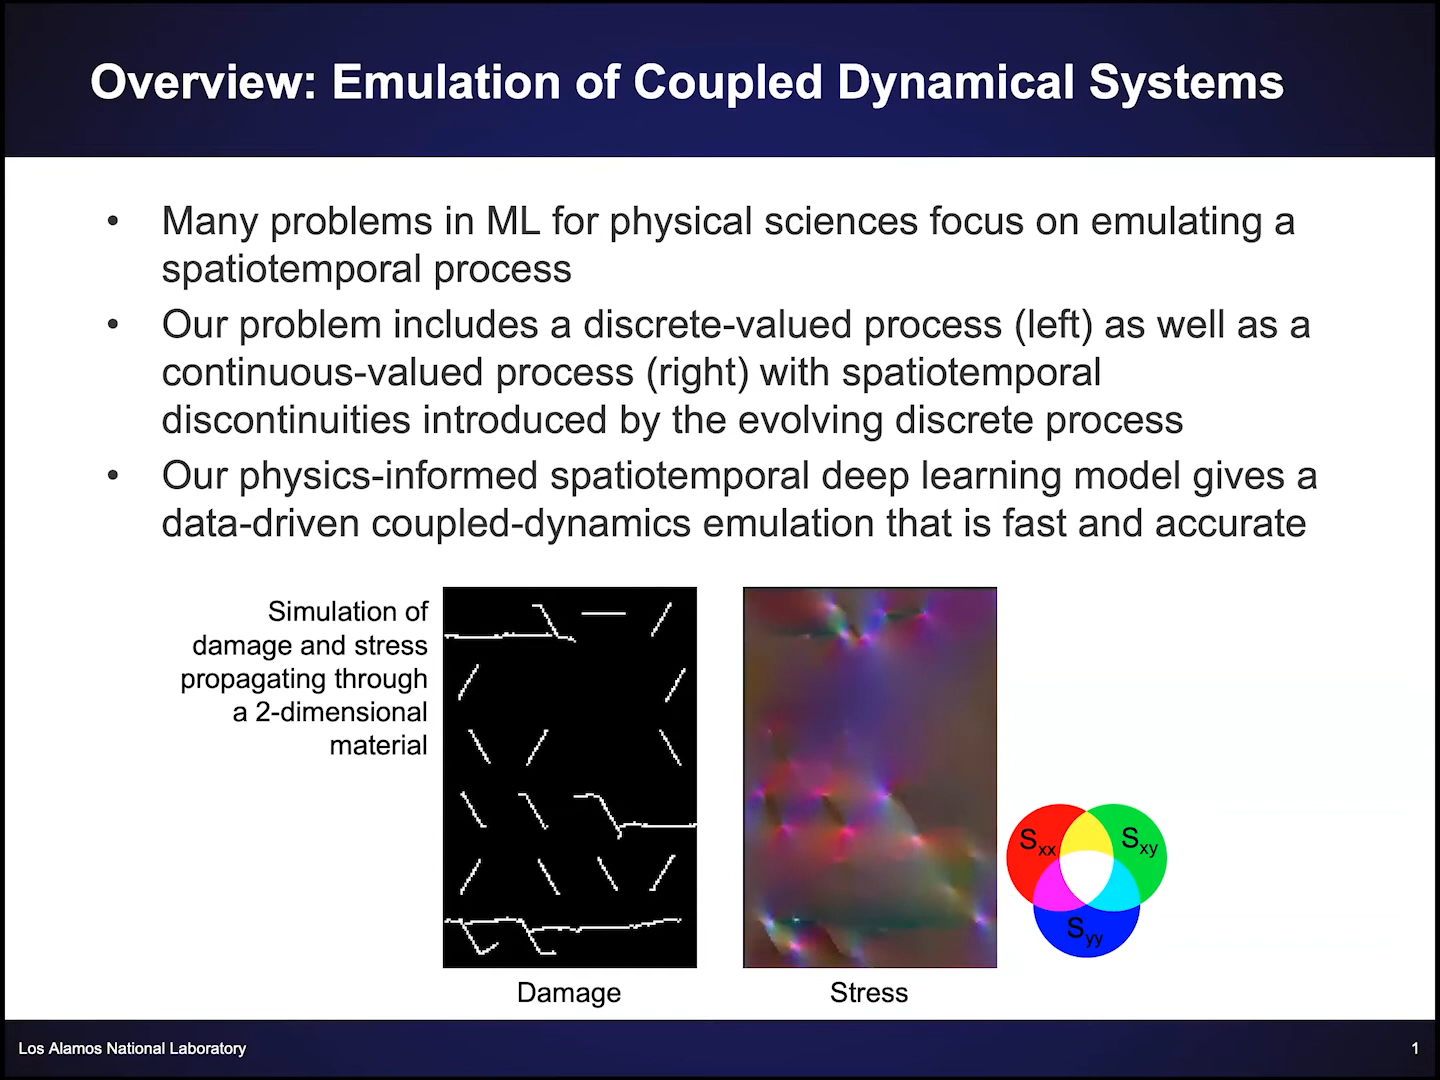 Overview: Emulation of Coupled Dynamical Systems
• Many problems in ML for physical sciences focus on emulating a
spatiotemporal process
• Our problem includes a discrete-valued process (left) as well as a
continuous-valued process (right) with spatiotemporal
discontinuities introduced by the evolving discrete process
• Our physics-informed spatiotemporal deep learning model gives a
data-driven coupled-dynamics emulation that is fast and accurate
Simulation of
damage and stress
propagating through
a 2-dimensional
material
Sxx
Sxy
Syy
Damage
Stress
Los Alamos National Laboratory
1